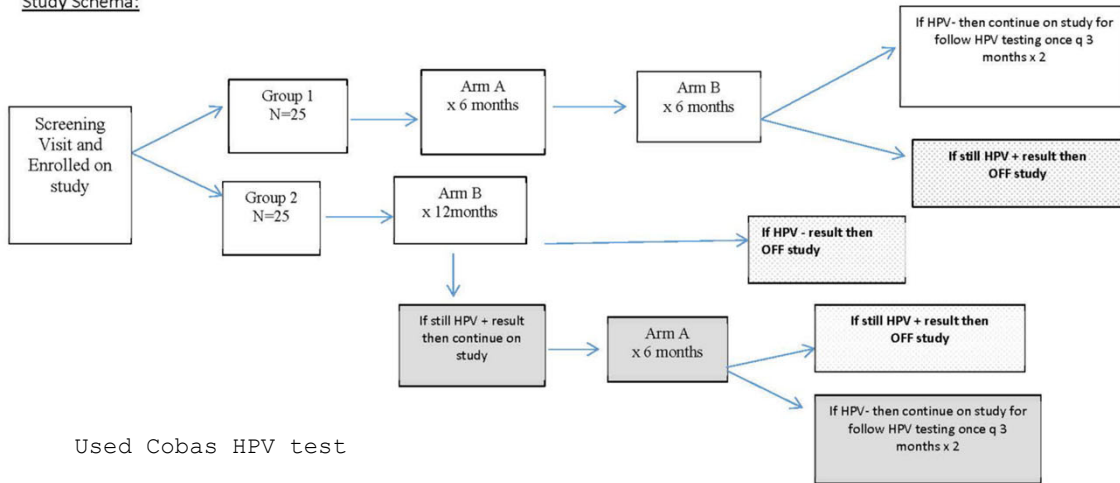 Study Schema:
Screening
Visit and
Enrolled on
study
Group 1
N=25
Arm A
x 6 months
Arm B
x 6 months
If HPV- then continue on study for
follow HPV testing once q 3
months x 2
If still HPV + result then
OFF study
Group 2
N=25
Arm B
x 12months
If HPV - result then
OFF study
If still HPV + result
then continue on
study
Arm A
x 6 months
If still HPV + result then
OFF study
If HPV- then continue on study for
follow HPV testing once q 3
months x 2
Used Cobas HPV test